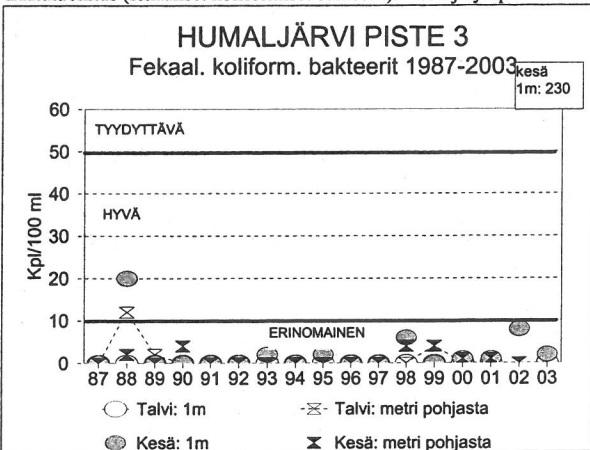 HUMALJÄRVI PISTE 3
Fekaal. koliform. bakteerit 1987-2003
kesä
1m: 230
60
TYYDYTTÄVÄ
50
40
HYVÄ
30
20
10
ERINOMAINEN
0
Kpl/100 ml
87 88 89 90 91 92 93 94 95 96 97 98 99 00 01 02 03
Talvi: 1m
Talvi: metri pohjasta
Kesä: 1m
Kesä: metri pohjasta